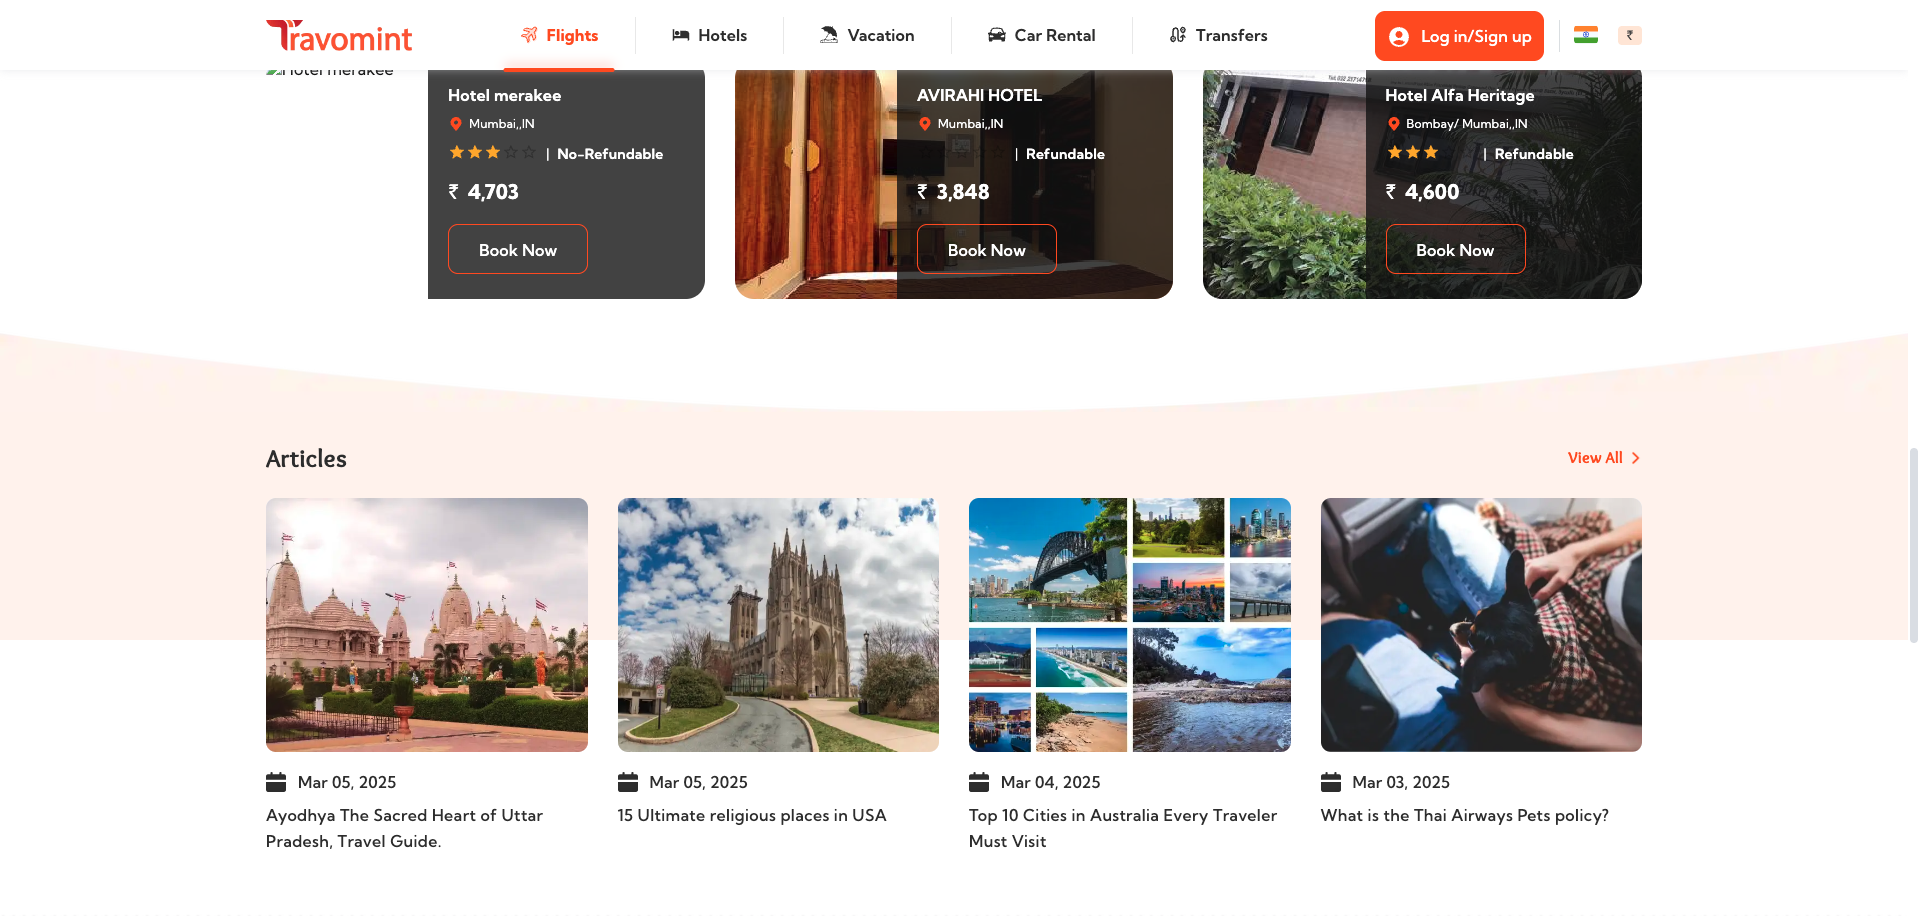 Travomint
Flights
Hotels
Vacation
Car Rental
Transfers
Log in/Sign up
₹
Hotel merakee
Hotel merakee
Mumbai,,IN
| No-Refundable
₹ 4,703
Book Now
AVIRAHI HOTEL
Mumbai,,IN
| Refundable
₹ 3,848
Book Now
Hotel Alfa Heritage
Bombay/ Mumbai,,IN
| Refundable
₹ 4,600
Book Now
Articles
View All
Mar 05, 2025
Ayodhya The Sacred Heart of Uttar
Pradesh, Travel Guide.
Mar 05, 2025
15 Ultimate religious places in USA
Mar 04, 2025
Top 10 Cities in Australia Every Traveler
Must Visit
Mar 03, 2025
What is the Thai Airways Pets policy?